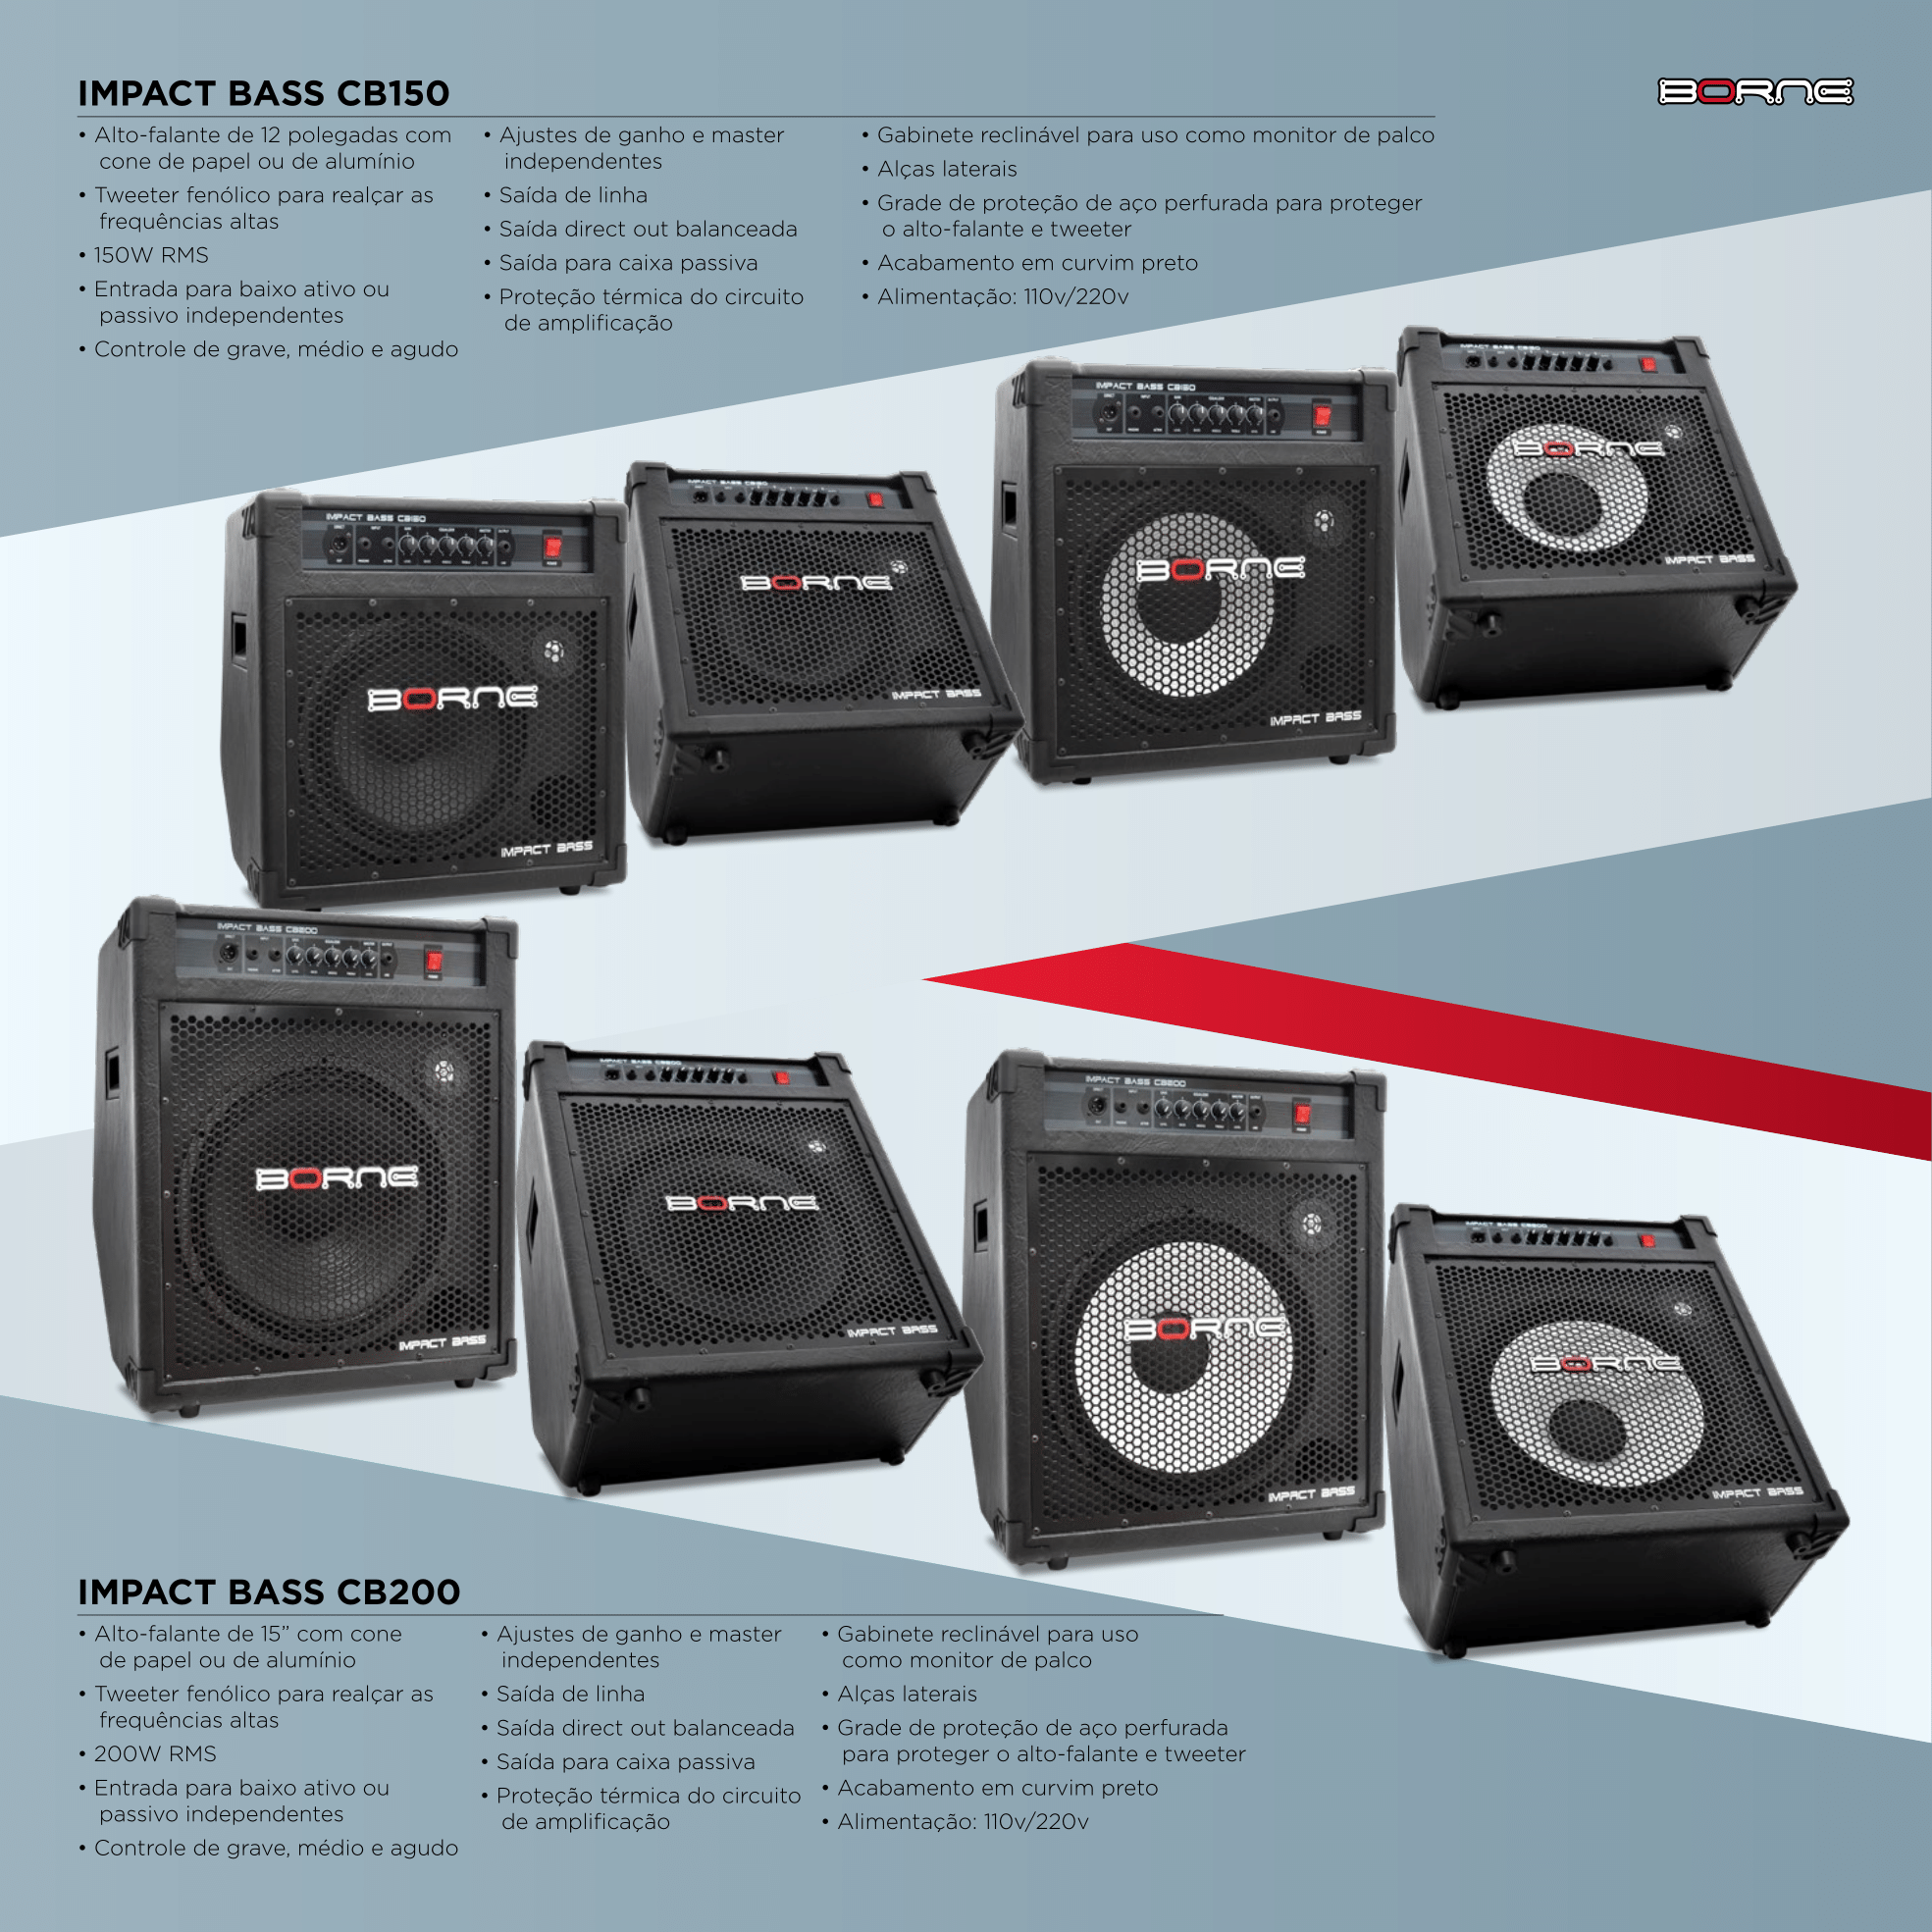 IMPACT BASS CB150
BORNE
• Alto-falante de 12 polegadas com
cone de papel ou de alumínio
• Tweeter fenólico para realçar as
frequências altas
• 150W RMS
• Entrada para baixo ativo ou
passivo independentes
• Controle de grave, médio e agudo
• Ajustes de ganho e master
independentes
• Saída de linha
• Saída direct out balanceada
• Saída para caixa passiva
• Proteção térmica do circuito
de amplificação
• Gabinete reclinável para uso como monitor de palco
• Alças laterais
• Grade de proteção de aço perfurada para proteger
o alto-falante e tweeter
• Acabamento em curvim preto
• Alimentação: 110v/220v
IMPACT BASS CB150
BORNE
IMPACT BASS
IMPACT BASS CB150
BORNE
IMPACT BASS
IMPACT BASS CB150
BORNE
IMPACT BASS
IMPACT BASS CB150
BORNE
IMPACT BASS
IMPACT BASS CB200
BORNE
IMPACT BASS
IMPACT BASS CB200
BORNE
IMPACT BASS
IMPACT BASS CB200
BORNE
IMPACT BASS
IMPACT BASS CB200
BORNE
IMPACT BASS
IMPACT BASS CB200
• Alto-falante de 15” com cone
de papel ou de alumínio
• Tweeter fenólico para realçar as
frequências altas
• 200W RMS
• Entrada para baixo ativo ou
passivo independentes
• Controle de grave, médio e agudo
• Ajustes de ganho e master
independentes
• Saída de linha
• Saída direct out balanceada
• Saída para caixa passiva
• Proteção térmica do circuito
de amplificação
• Gabinete reclinável para uso
como monitor de palco
• Alças laterais
• Grade de proteção de aço perfurada
para proteger o alto-falante e tweeter
• Acabamento em curvim preto
• Alimentação: 110v/220v